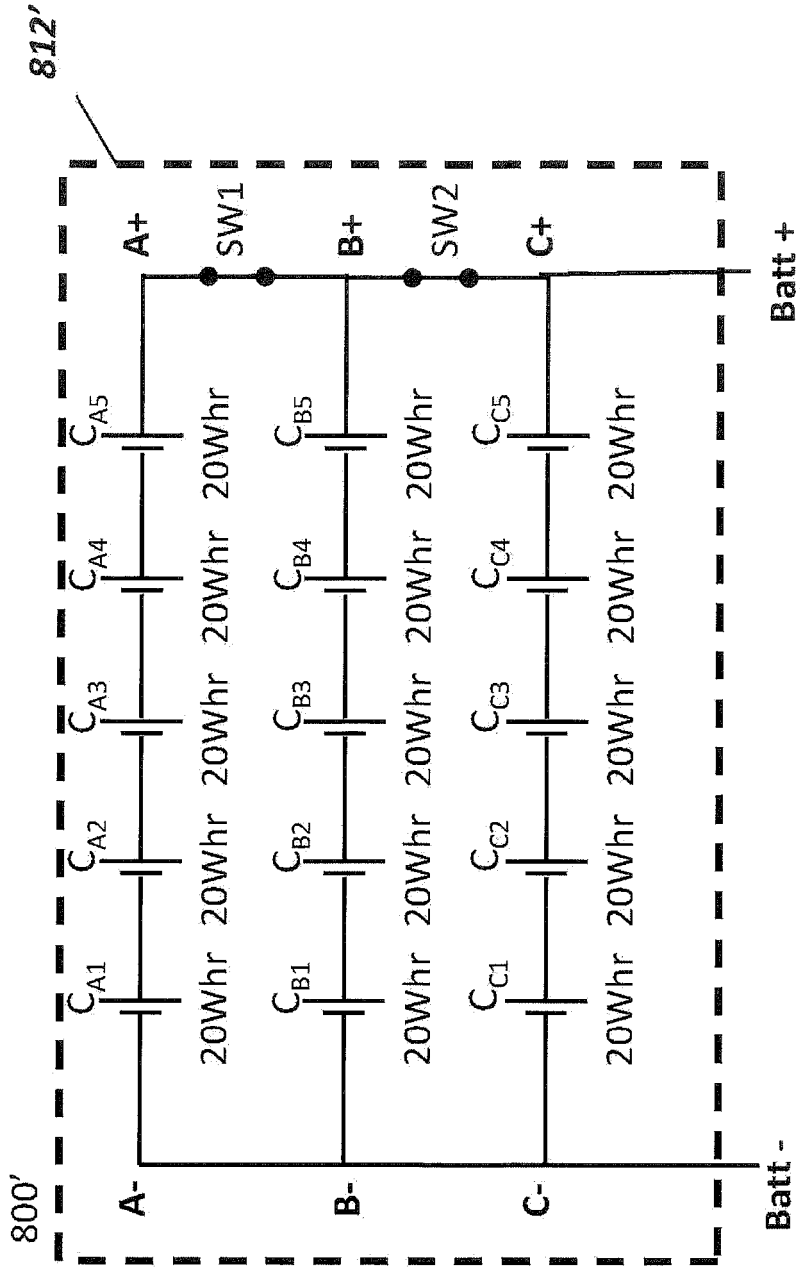 800'
812'
A-
C_A1 C_A2 C_A3 C_A4 C_A5
A+
20Whr 20Whr 20Whr 20Whr 20Whr
SW1
B-
C_B1 C_B2 C_B3 C_B4 C_B5
B+
20Whr 20Whr 20Whr 20Whr 20Whr
SW2
C-
C_C1 C_C2 C_C3 C_C4 C_C5
C+
20Whr 20Whr 20Whr 20Whr 20Whr
Batt -
Batt +